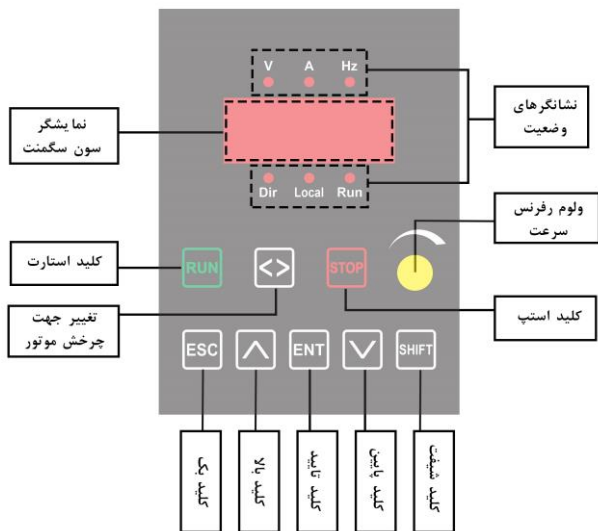 V A Hz
نشانگرهای
وضعیت
نمایشگر
سون سگمنت
Dir Local Run
ولوم رفرنس
سرعت
کلید استارت
RUN
<>
STOP
تغییر جهت
چرخش موتور
کلید استپ
ESC
ENT
SHIFT
کلید بک
کلید بالا
کلید تایید
کلید پایین
کلید شیفت